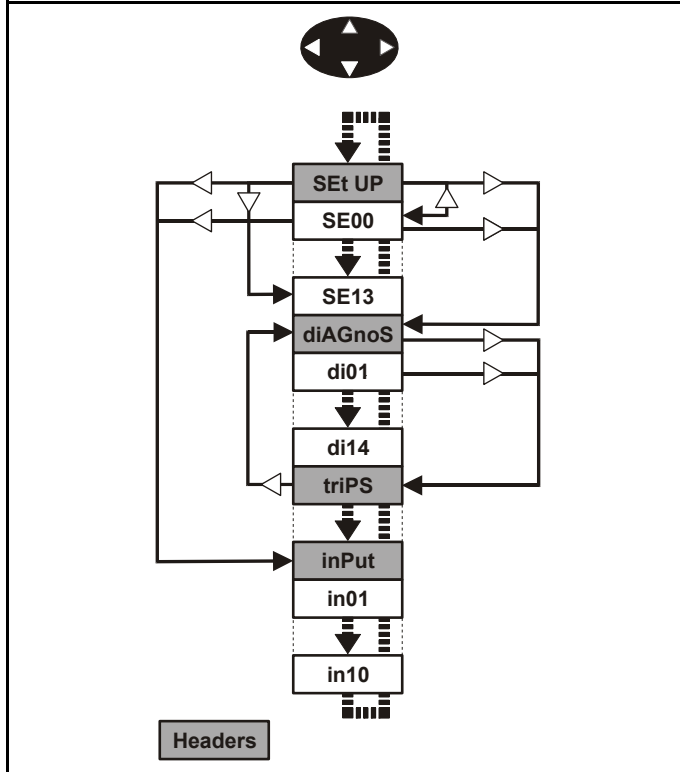 SEt UP
SE00
SE13
diAGnoS
di01
di14
triPS
inPut
in01
in10
Headers